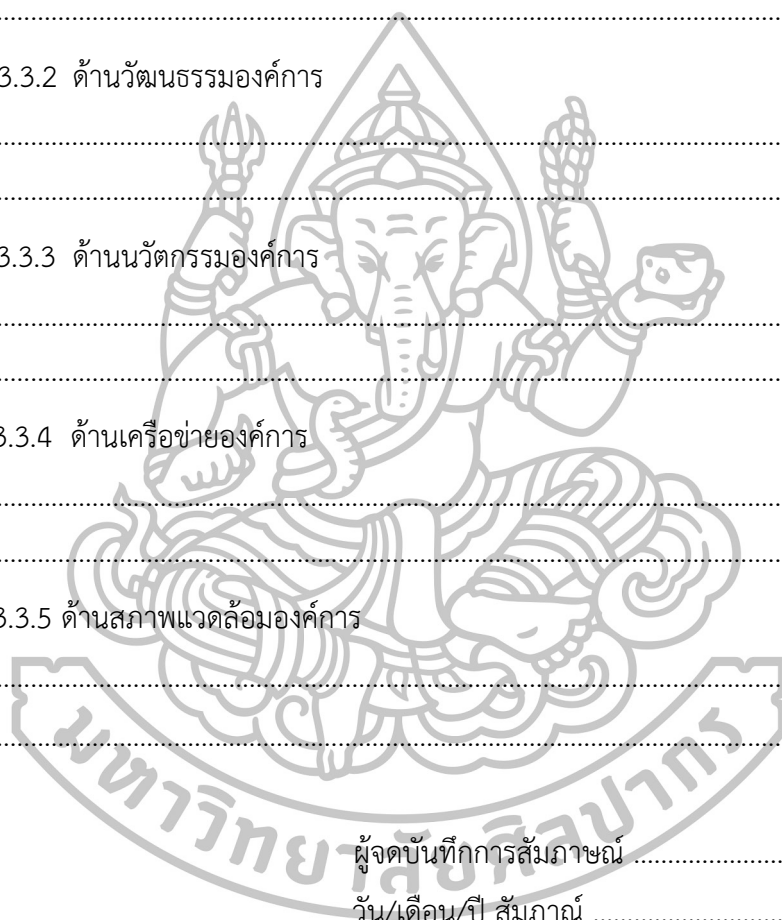 ................................................................
3.3.2 ด้านวัฒนธรรมองค์การ
................................................................
................................................................
3.3.3 ด้านนวัตกรรมองค์การ
................................................................
................................................................
3.3.4 ด้านเครือข่ายองค์การ
................................................................
................................................................
3.3.5 ด้านสภาพแวดล้อมองค์การ
................................................................
................................................................
มหาวิทยาลัยศิลปากร
ผู้จดบันทึกการสัมภาษณ์ ......................
วัน/เดือน/ปี สัมภาณ์ ............................